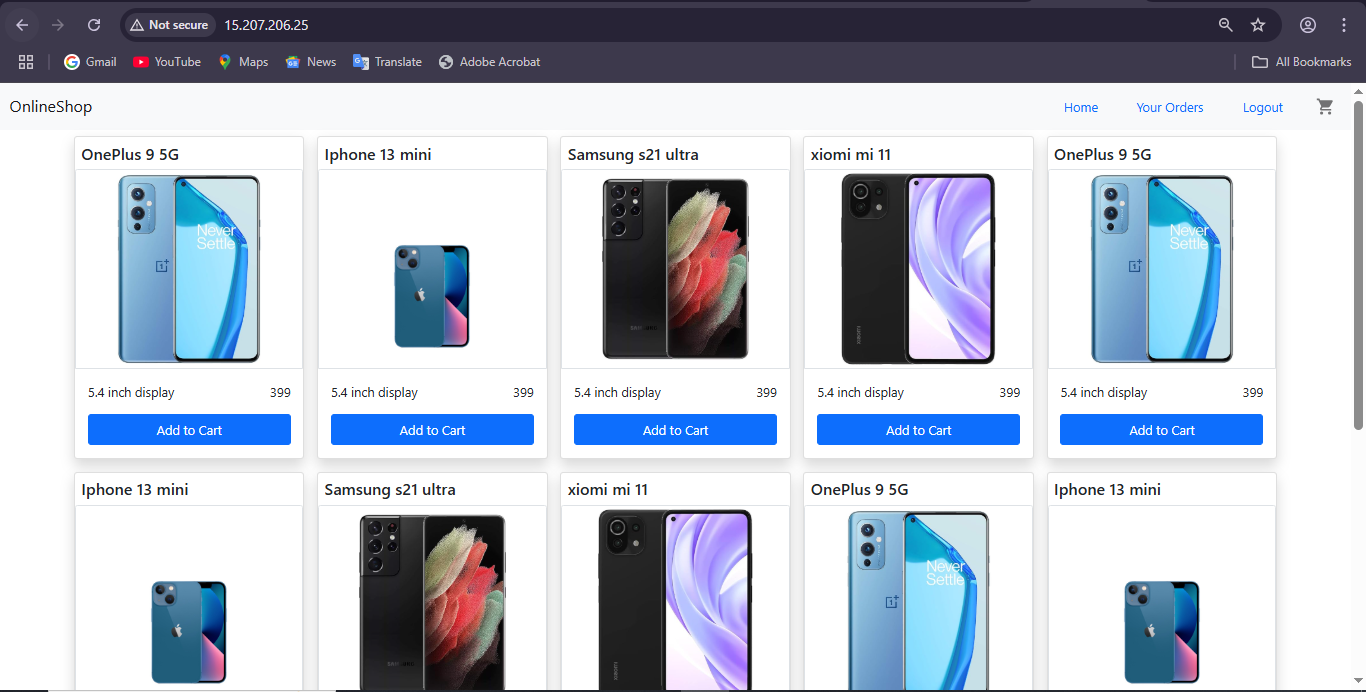 Not secure 15.207.206.25
Gmail YouTube Maps News Translate Adobe Acrobat All Bookmarks
OnlineShop Home Your Orders Logout
OnePlus 9 5G Iphone 13 mini Samsung s21 ultra xiomi mi 11 OnePlus 9 5G
Never Never
Settle Settle
SAMSUNG
5.4 inch display 399 5.4 inch display 399 5.4 inch display 399 5.4 inch display 399 5.4 inch display 399
Add to Cart Add to Cart Add to Cart Add to Cart Add to Cart
Iphone 13 mini Samsung s21 ultra xiomi mi 11 OnePlus 9 5G Iphone 13 mini
Never
Settle
SAMSUNG